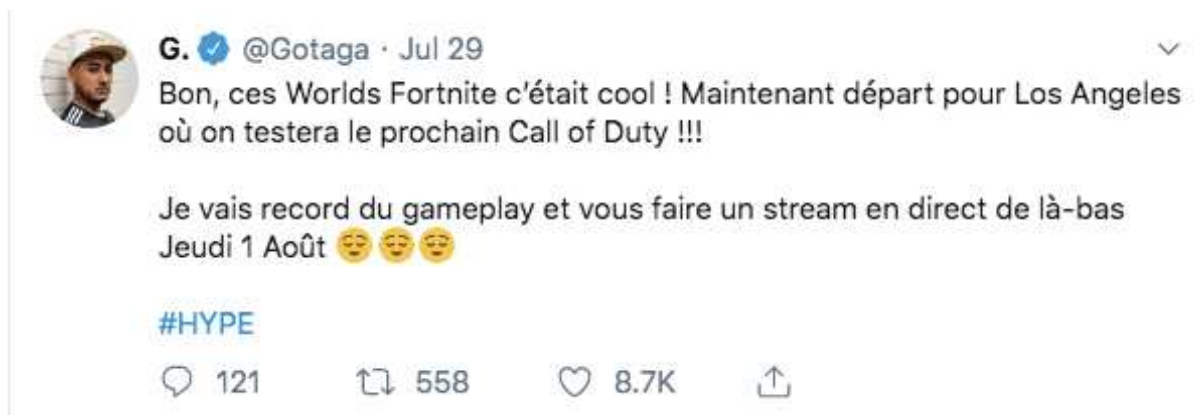 G. @Gotaga · Jul 29
Bon, ces Worlds Fortnite c'était cool ! Maintenant départ pour Los Angeles
où on testera le prochain Call of Duty !!!
Je vais record du gameplay et vous faire un stream en direct de là-bas
Jeudi 1 Août 😌😌😌
#HYPE
121 558 8.7K